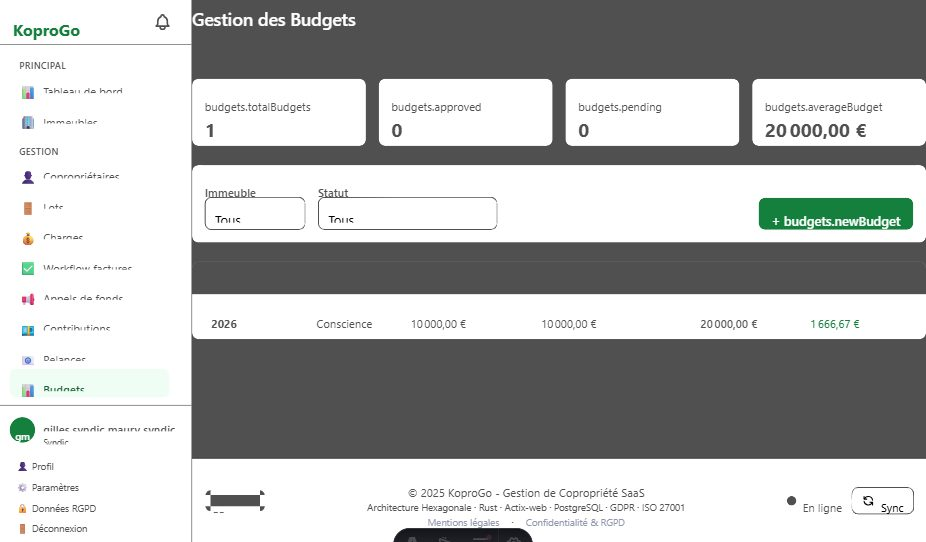 KoproGo
PRINCIPAL
Tableau de bord
Immeubles
GESTION
Copropriétaires
Lots
Charges
Workflow factures
Appels de fonds
Contributions
Relances
Budgets
gilles.syndic maury.syndic
gm
Syndic
Profil
Paramètres
Données RGPD
Déconnexion
Gestion des Budgets
budgets.totalBudgets
1
budgets.approved
0
budgets.pending
0
budgets.averageBudget
20 000,00 €
Immeuble
Tous
Statut
Tous
+ budgets.newBudget
2026 Conscience 10 000,00 € 10 000,00 € 20 000,00 € 1 666,67 €
© 2025 KoproGo - Gestion de Copropriété SaaS
Architecture Hexagonale · Rust · Actix-web · PostgreSQL · GDPR · ISO 27001
Mentions légales · Confidentialité & RGPD
En ligne
Sync